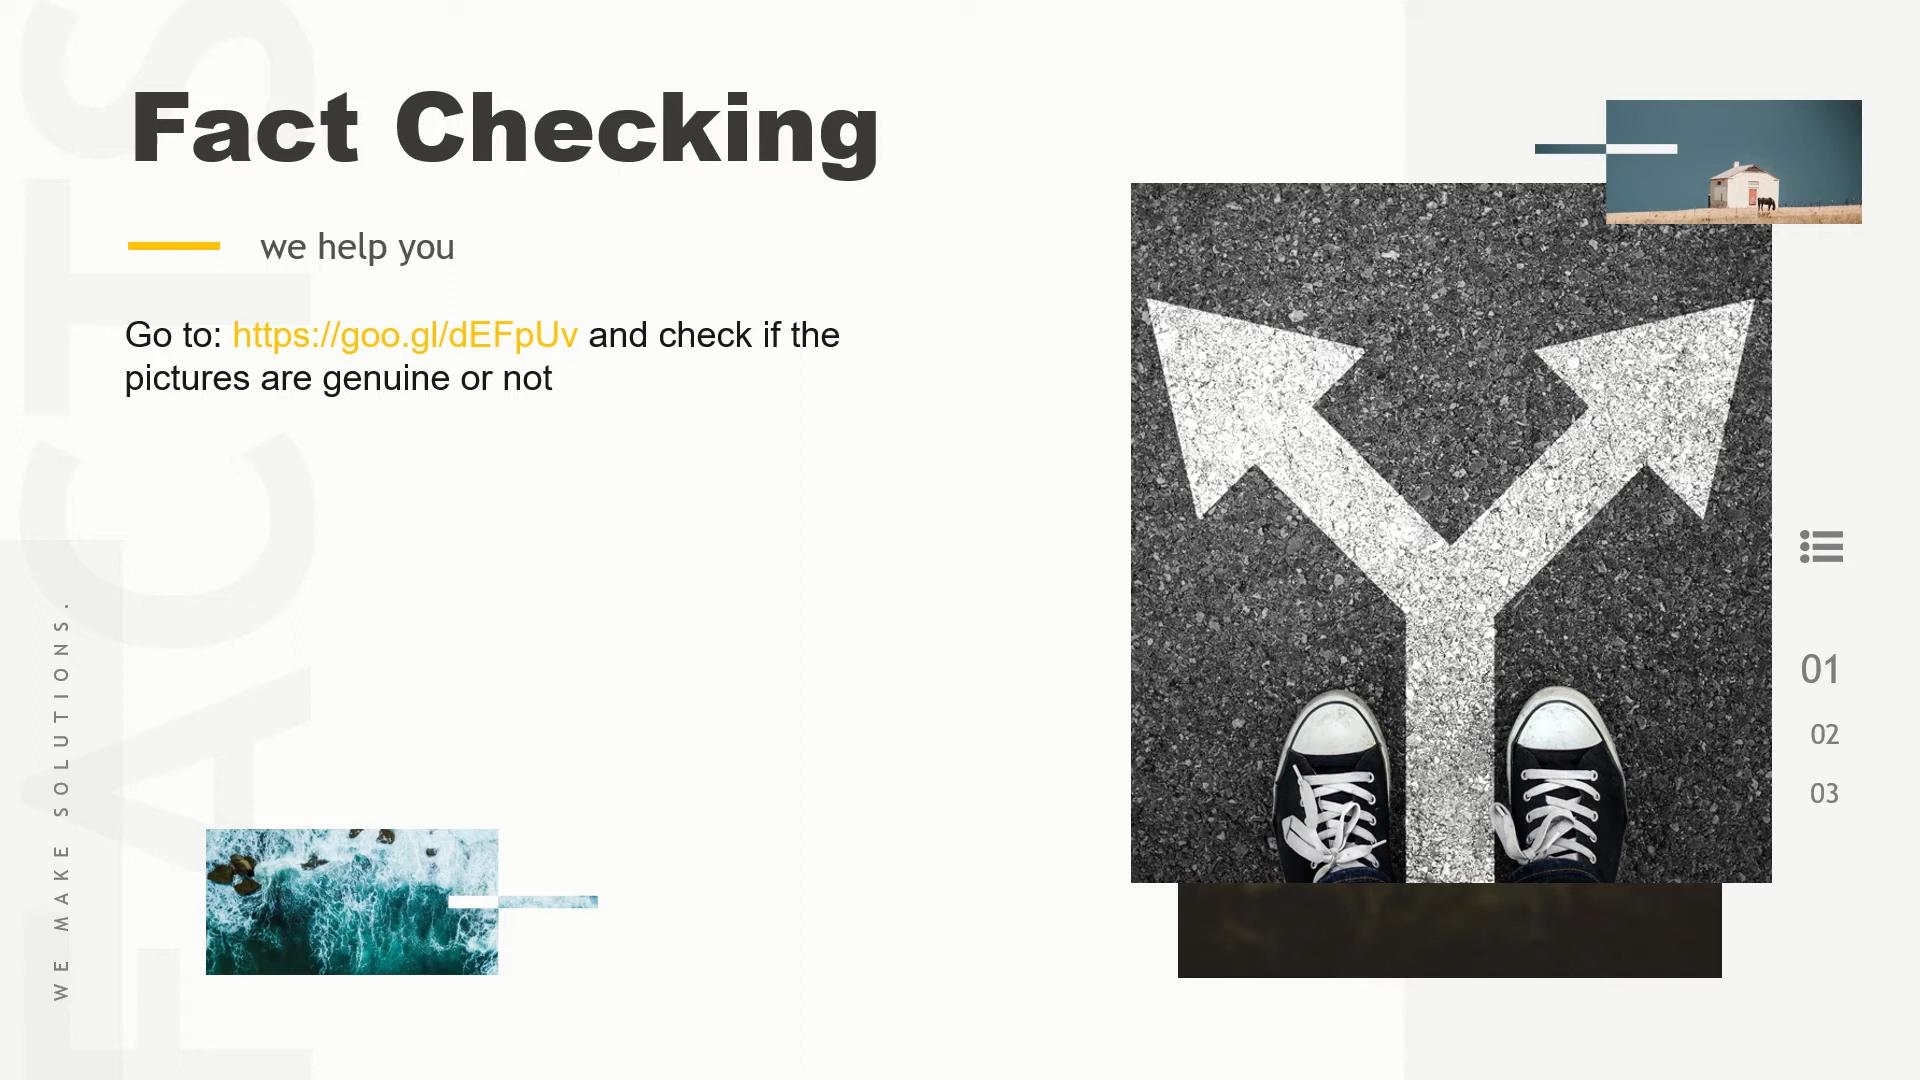 Fact Checking
we help you
Go to: https://goo.gl/dEFpUv and check if the
pictures are genuine or not
FACTS
WE MAKE SOLUTIONS.
01
02
03